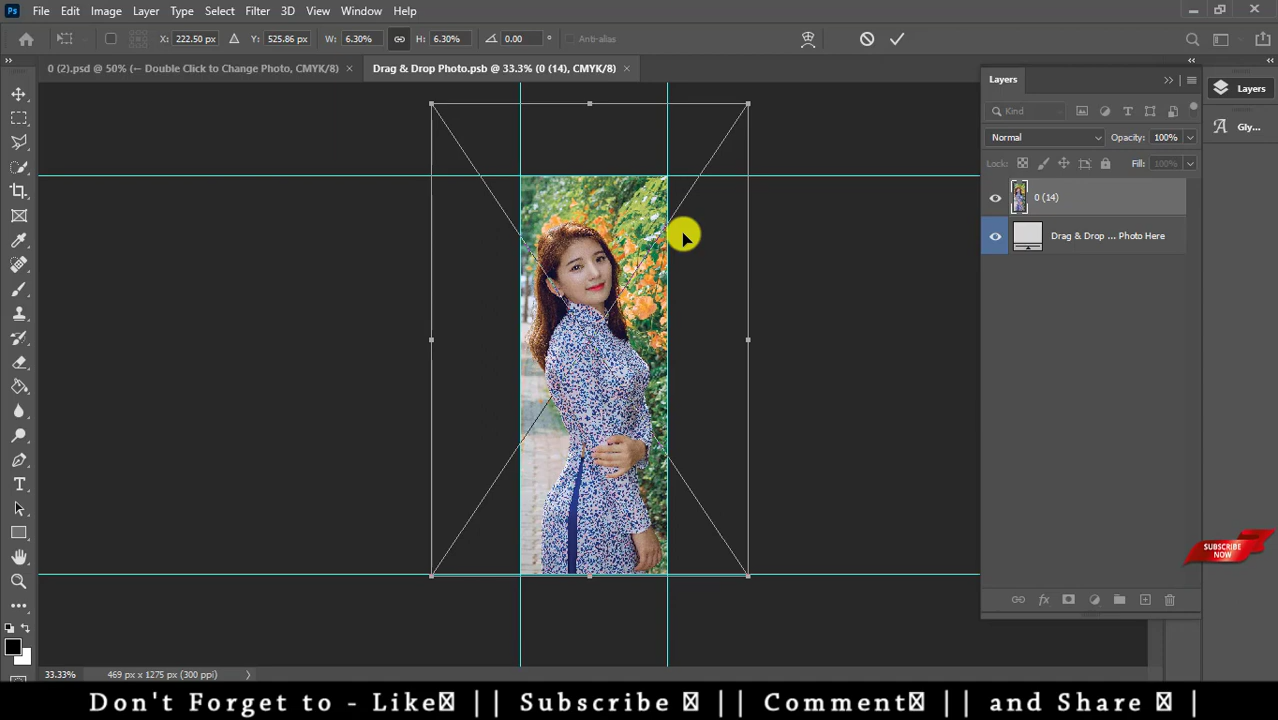 Ps File Edit Image Layer Type Select Filter 3D View Window Help
X: 222.50 px Y: 525.86 px W: 6.30% H: 6.30% 0.00 ° Anti-alias
0 (2).psd @ 50% (← Double Click to Change Photo, CMYK/8) × Drag & Drop Photo.psb @ 33.3% (0 (14), CMYK/8) ×
Layers
Layers
Kind
Gly...
Normal Opacity: 100%
Lock: Fill: 100%
0 (14)
Drag & Drop ... Photo Here
SUBSCRIBE
NOW
fx
33.33% 469 px x 1275 px (300 ppi)
Don't Forget to - Like || Subscribe || Comment || and Share |